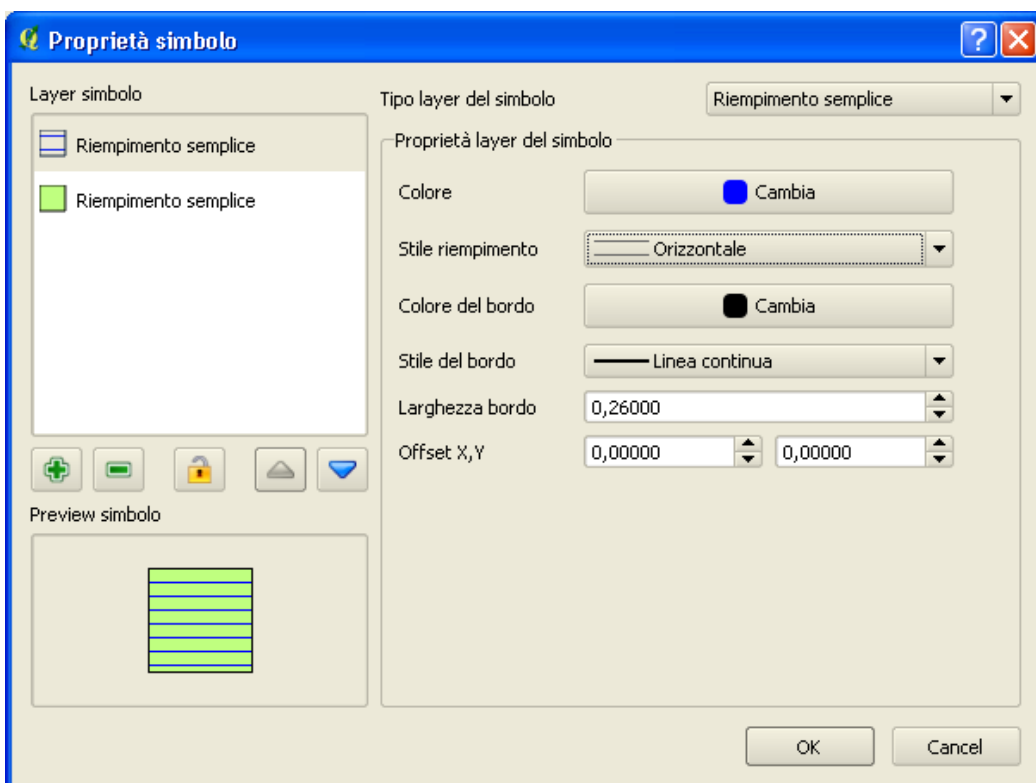 Proprietà simbolo
Layer simbolo
Riempimento semplice
Riempimento semplice
Preview simbolo
Tipo layer del simbolo Riempimento semplice
Proprietà layer del simbolo
Colore Cambia
Stile riempimento Orizzontale
Colore del bordo Cambia
Stile del bordo Linea continua
Larghezza bordo 0,26000
Offset X,Y 0,00000 0,00000
OK Cancel